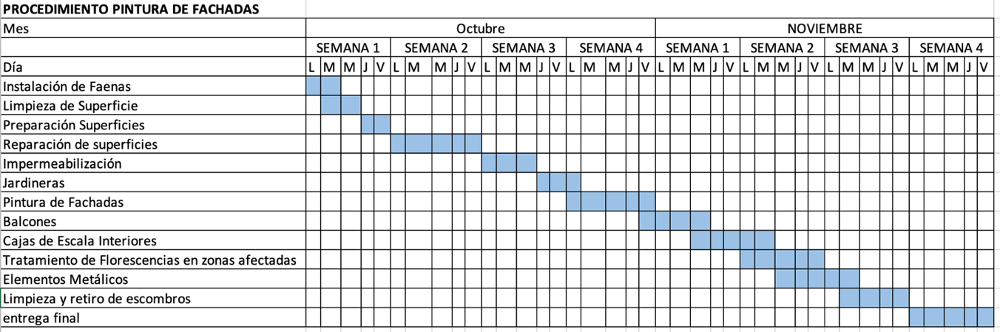 PROCEDIMIENTO PINTURA DE FACHADAS
Mes Octubre NOVIEMBRE
SEMANA 1 SEMANA 2 SEMANA 3 SEMANA 4 SEMANA 1 SEMANA 2 SEMANA 3 SEMANA 4
Día L M M J V L M M J V L M M J V L M M J V L M M J V L M M J V L M M J V L M M J V
Instalación de Faenas
Limpieza de Superficie
Preparación Superficies
Reparación de superficies
Impermeabilización
Jardineras
Pintura de Fachadas
Balcones
Cajas de Escala Interiores
Tratamiento de Florescencias en zonas afectadas
Elementos Metálicos
Limpieza y retiro de escombros
entrega final